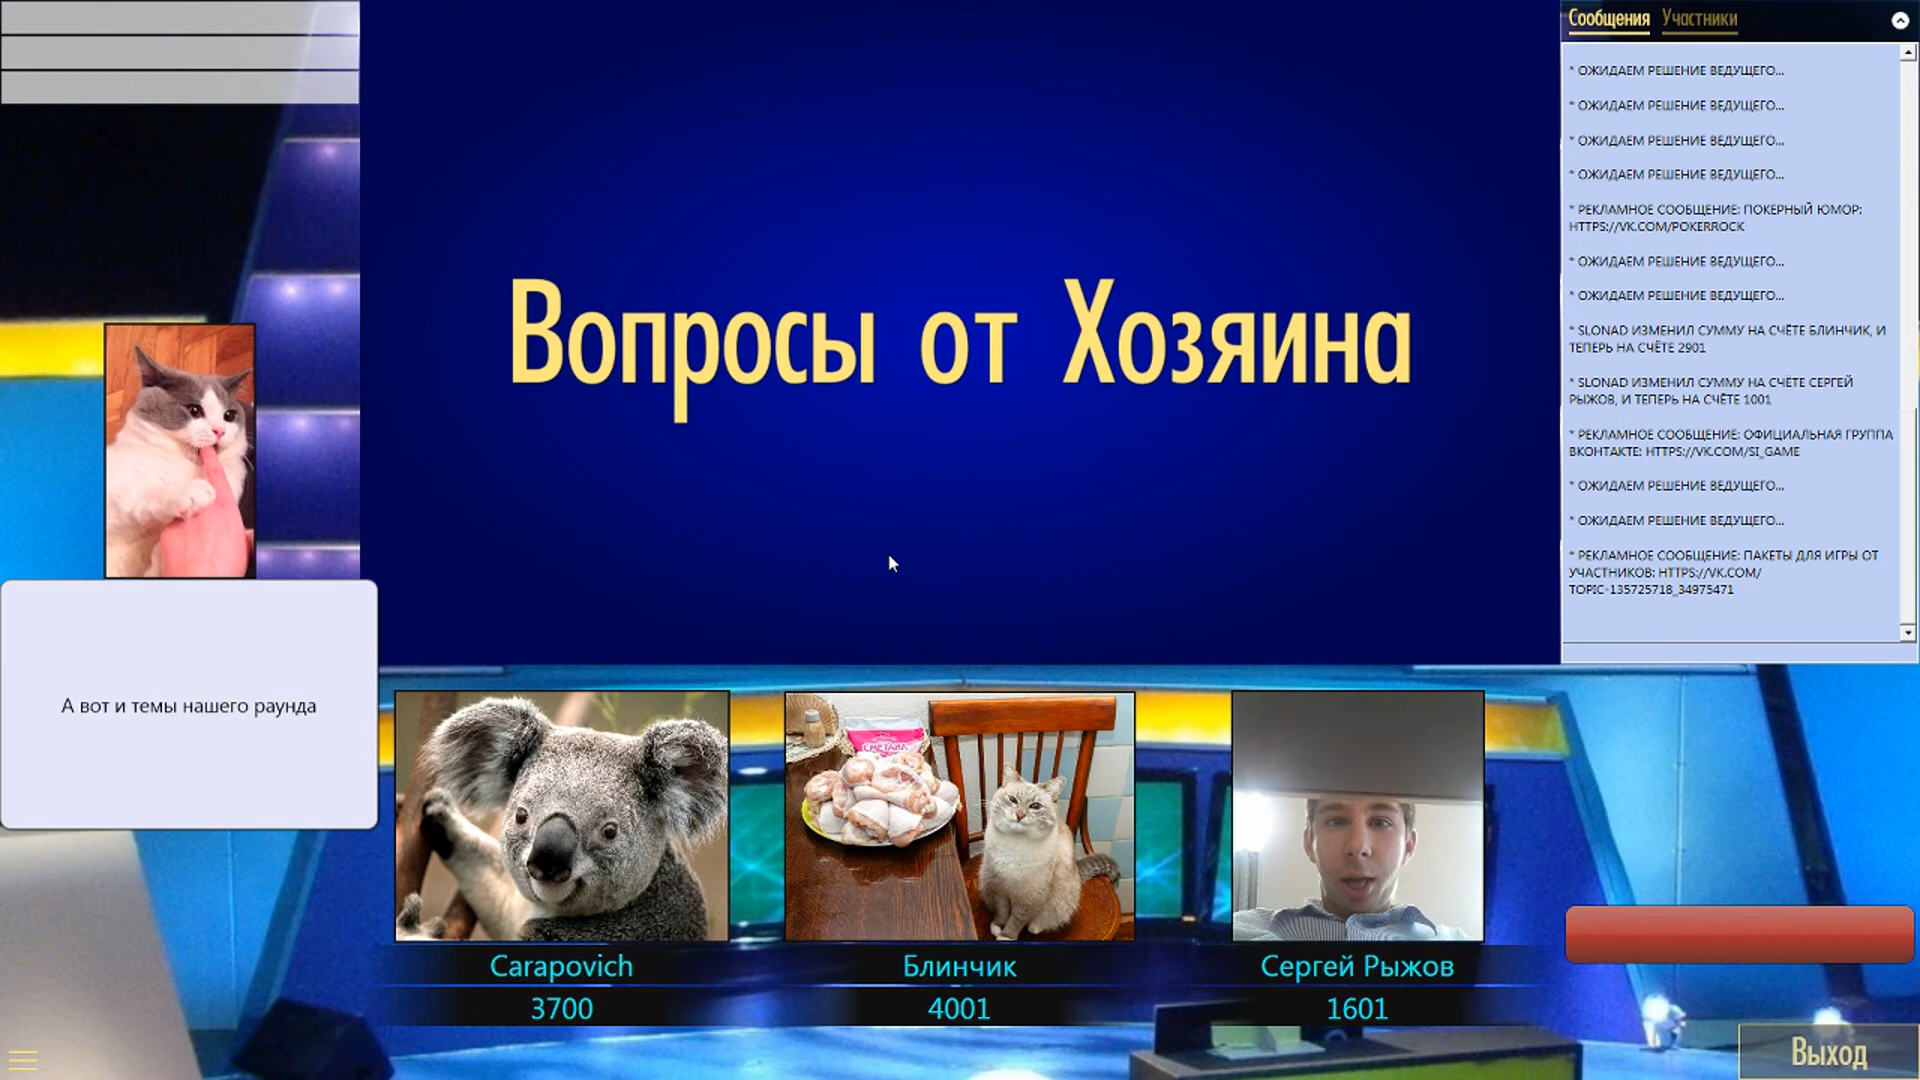 Сообщения Участники
Вопросы от Хозяина
* ОЖИДАЕМ РЕШЕНИЕ ВЕДУЩЕГО...
* ОЖИДАЕМ РЕШЕНИЕ ВЕДУЩЕГО...
* ОЖИДАЕМ РЕШЕНИЕ ВЕДУЩЕГО...
* ОЖИДАЕМ РЕШЕНИЕ ВЕДУЩЕГО...
* РЕКЛАМНОЕ СООБЩЕНИЕ: ПОКЕРНЫЙ ЮМОР:
HTTPS://VK.COM/POKERROCK
* ОЖИДАЕМ РЕШЕНИЕ ВЕДУЩЕГО...
* ОЖИДАЕМ РЕШЕНИЕ ВЕДУЩЕГО...
* SLONAD ИЗМЕНИЛ СУММУ НА СЧЁТЕ БЛИНЧИК, И
ТЕПЕРЬ НА СЧЁТЕ 2901
* SLONAD ИЗМЕНИЛ СУММУ НА СЧЁТЕ СЕРГЕЙ
РЫЖОВ, И ТЕПЕРЬ НА СЧЁТЕ 1001
* РЕКЛАМНОЕ СООБЩЕНИЕ: ОФИЦИАЛЬНАЯ ГРУППА
ВКОНТАКТЕ: HTTPS://VK.COM/SI_GAME
* ОЖИДАЕМ РЕШЕНИЕ ВЕДУЩЕГО...
* ОЖИДАЕМ РЕШЕНИЕ ВЕДУЩЕГО...
* РЕКЛАМНОЕ СООБЩЕНИЕ: ПАКЕТЫ ДЛЯ ИГРЫ ОТ
УЧАСТНИКОВ: HTTPS://VK.COM/
TOPIC-135725718_34975471
А вот и темы нашего раунда
СМЕТАНА
Carapovich
3700
Блинчик
4001
Сергей Рыжов
1601
Выход